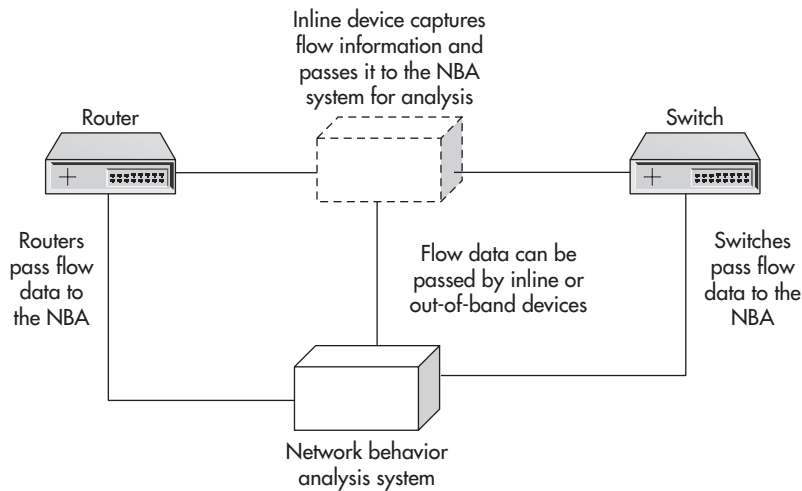 Inline device captures
flow information and
passes it to the NBA
system for analysis
Router
Switch
Routers
pass flow
data to
the NBA
Flow data can be
passed by inline or
out-of-band devices
Switches
pass flow
data to the
NBA
Network behavior
analysis system